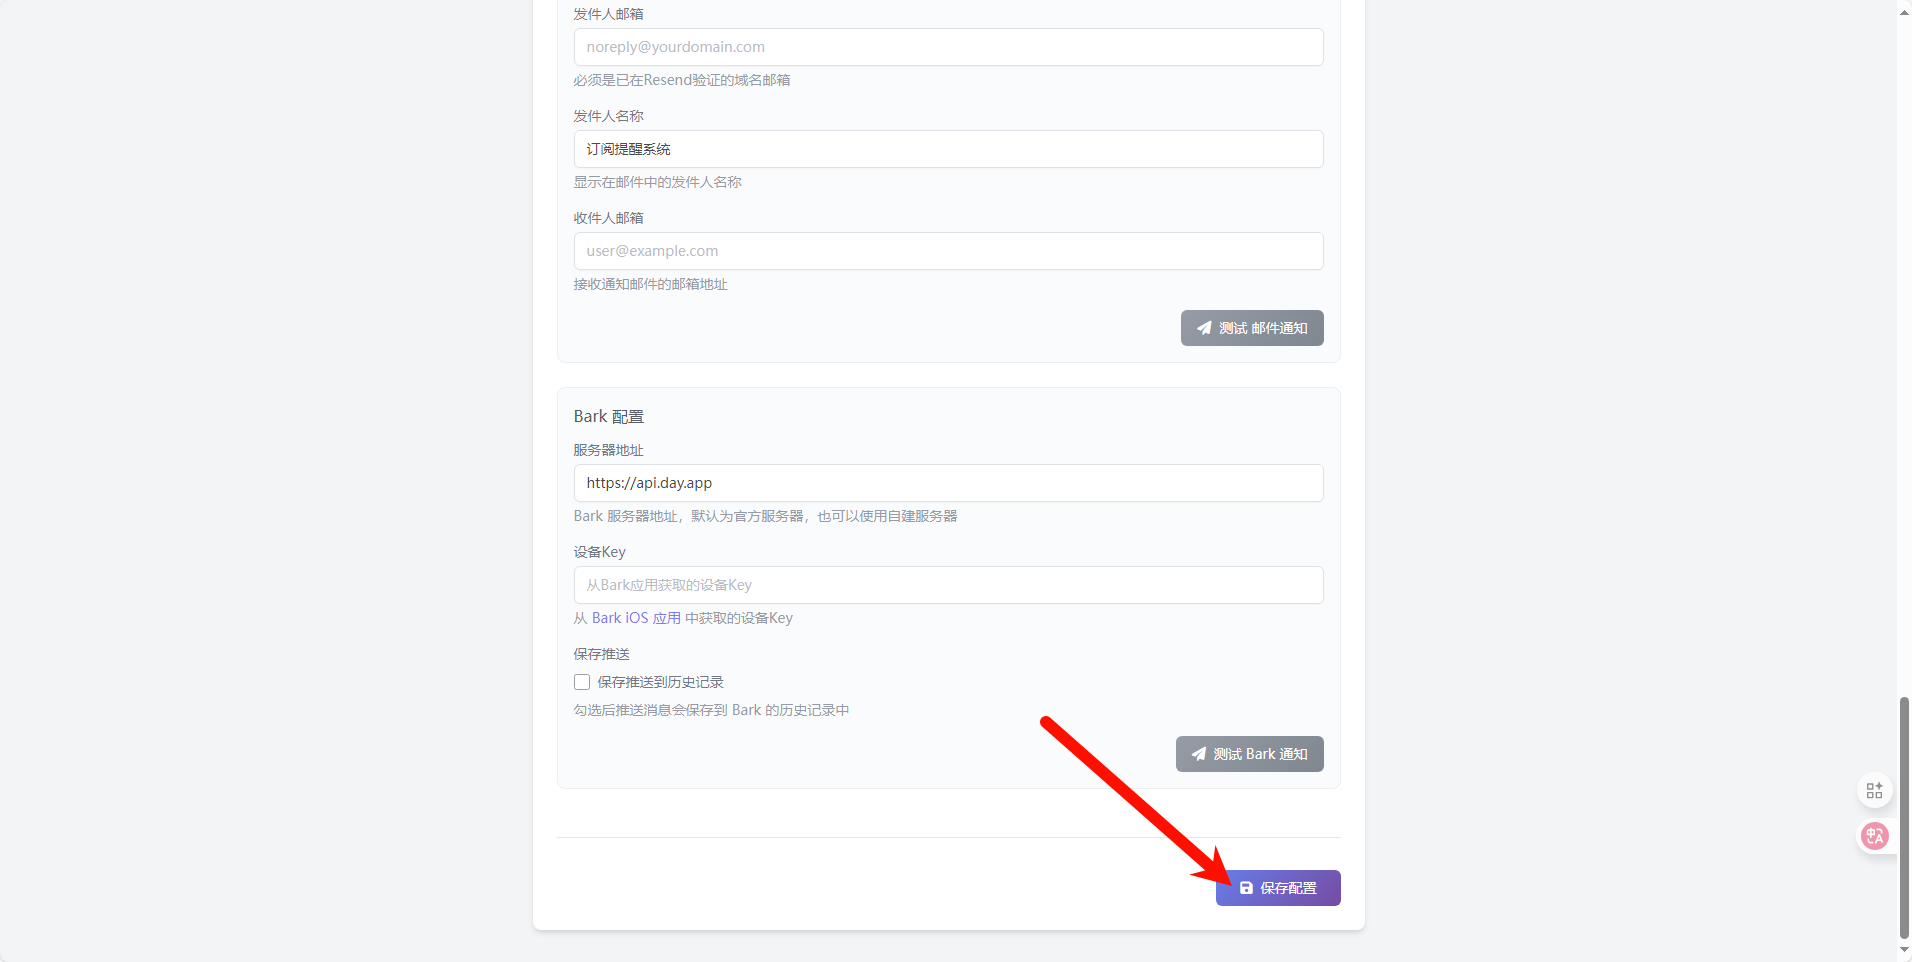 发件人邮箱
noreply@yourdomain.com
必须是已在Resend验证的域名邮箱
发件人名称
订阅提醒系统
显示在邮件中的发件人名称
收件人邮箱
user@example.com
接收通知邮件的邮箱地址
测试 邮件通知
Bark 配置
服务器地址
https://api.day.app
Bark 服务器地址，默认为官方服务器，也可以使用自建服务器
设备Key
从Bark应用获取的设备Key
从 Bark iOS 应用 中获取的设备Key
保存推送
保存推送到历史记录
勾选后推送消息会保存到 Bark 的历史记录中
测试 Bark 通知
保存配置
中A